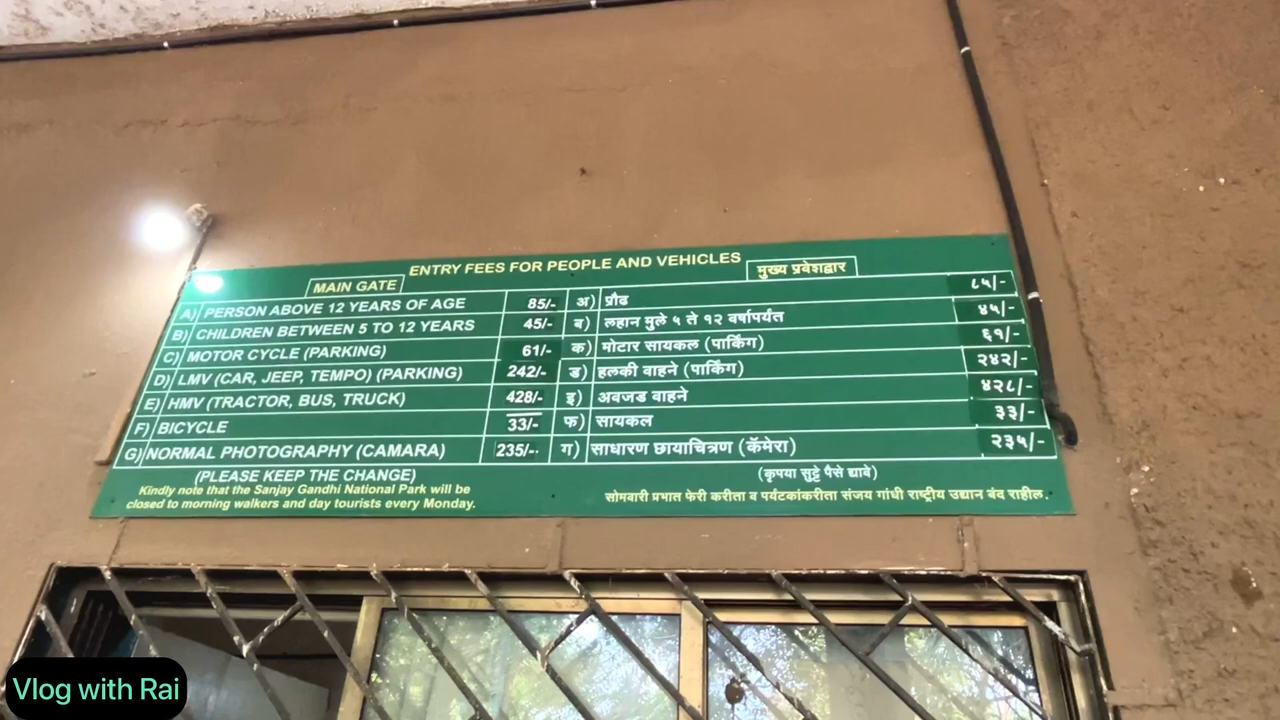 ENTRY FEES FOR PEOPLE AND VEHICLES
MAIN GATE मुख्य प्रवेशद्वार
A) PERSON ABOVE 12 YEARS OF AGE 85/- अ) प्रौढ ८५/-
B) CHILDREN BETWEEN 5 TO 12 YEARS 45/- ब) लहान मुले ५ ते १२ वर्षापर्यंत ४५/-
C) MOTOR CYCLE (PARKING) 61/- क) मोटार सायकल (पार्किंग) ६१/-
D) LMV (CAR, JEEP, TEMPO) (PARKING) 242/- ड) हलकी वाहने (पार्किंग) २४२/-
E) HMV (TRACTOR, BUS, TRUCK) 428/- इ) अवजड वाहने ४२८/-
F) BICYCLE 33/- फ) सायकल ३३/-
G) NORMAL PHOTOGRAPHY (CAMARA) 235/- ग) साधारण छायाचित्रण (कॅमेरा) २३५/-
(PLEASE KEEP THE CHANGE) (कृपया सुट्टे पैसे द्यावे)
Kindly note that the Sanjay Gandhi National Park will be
closed to morning walkers and day tourists every Monday.
सोमवारी प्रभात फेरी करीता व पर्यटकांकरीता संजय गांधी राष्ट्रीय उद्यान बंद राहील.
Vlog with Rai